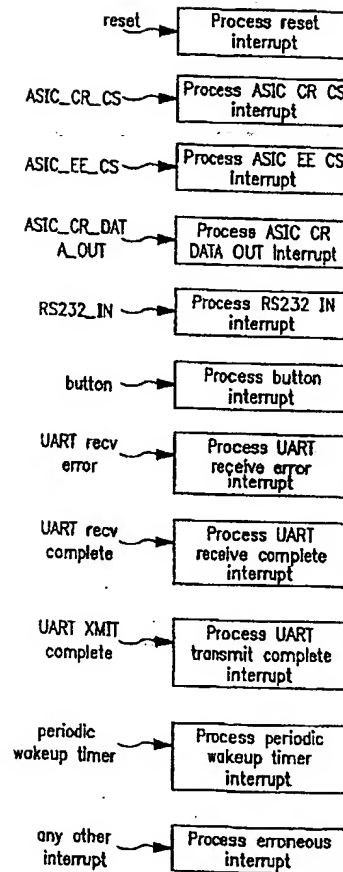 reset
Process reset
interrupt
ASIC_CR_CS
Process ASIC CR CS
interrupt
ASIC_EE_CS
Process ASIC EE CS
interrupt
ASIC_CR_DAT
A_OUT
Process ASIC CR
DATA OUT Interrupt
RS232_IN
Process RS232 IN
interrupt
button
Process button
interrupt
UART recv
error
Process UART
receive error
interrupt
UART recv
complete
Process UART
receive complete
interrupt
UART XMIT
complete
Process UART
transmit complete
interrupt
periodic
wakeup timer
Process periodic
wakeup timer
interrupt
any other
interrupt
Process erroneous
interrupt